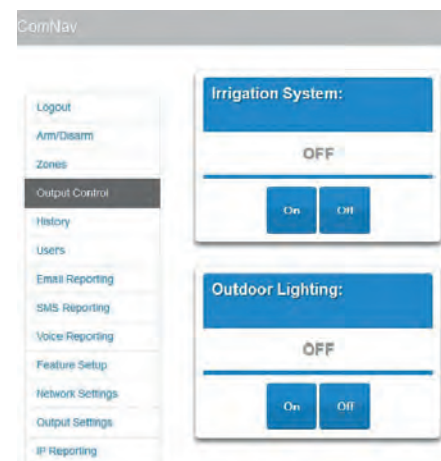 ComNav
Logout
Arm/Disarm
Zones
Output Control
History
Users
Email Reporting
SMS Reporting
Voice Reporting
Feature Setup
Network Settings
Output Settings
IP Reporting
Irrigation System:
OFF
On Off
Outdoor Lighting:
OFF
On Off